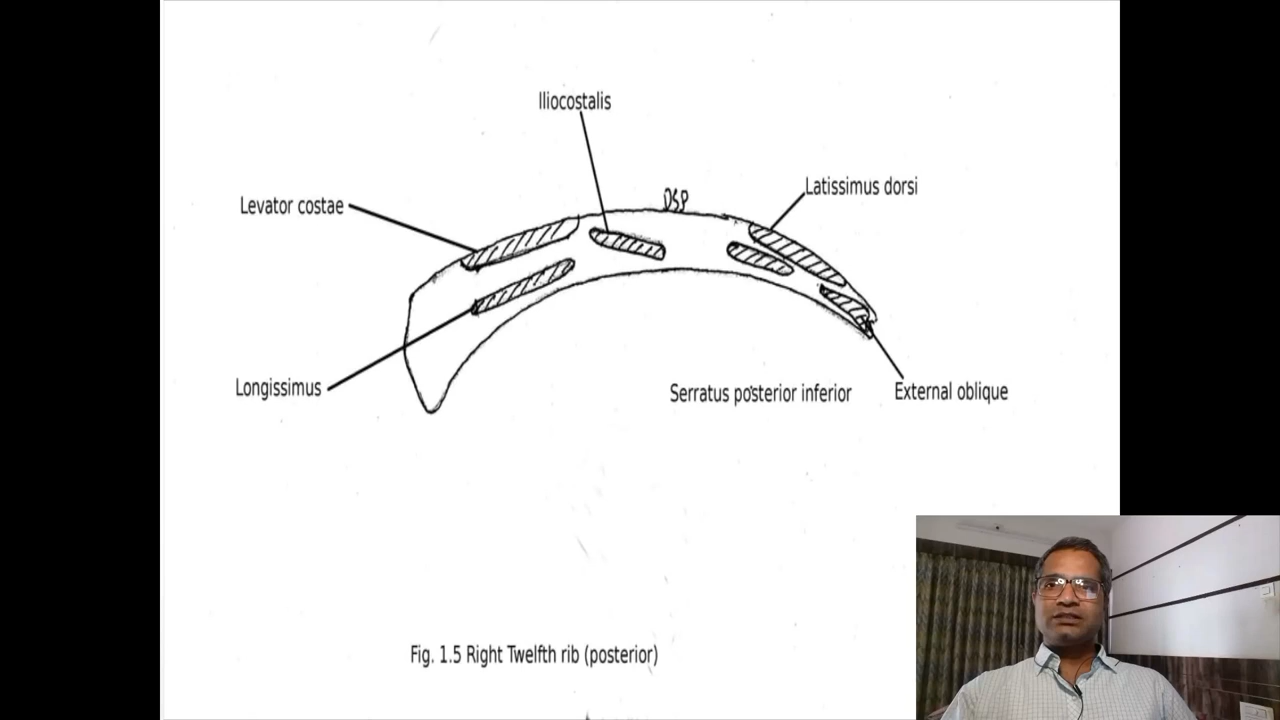 Iliocostalis
Latissimus dorsi
Levator costae
DSP
Longissimus
Serratus posterior inferior
External oblique
Fig. 1.5 Right Twelfth rib (posterior)